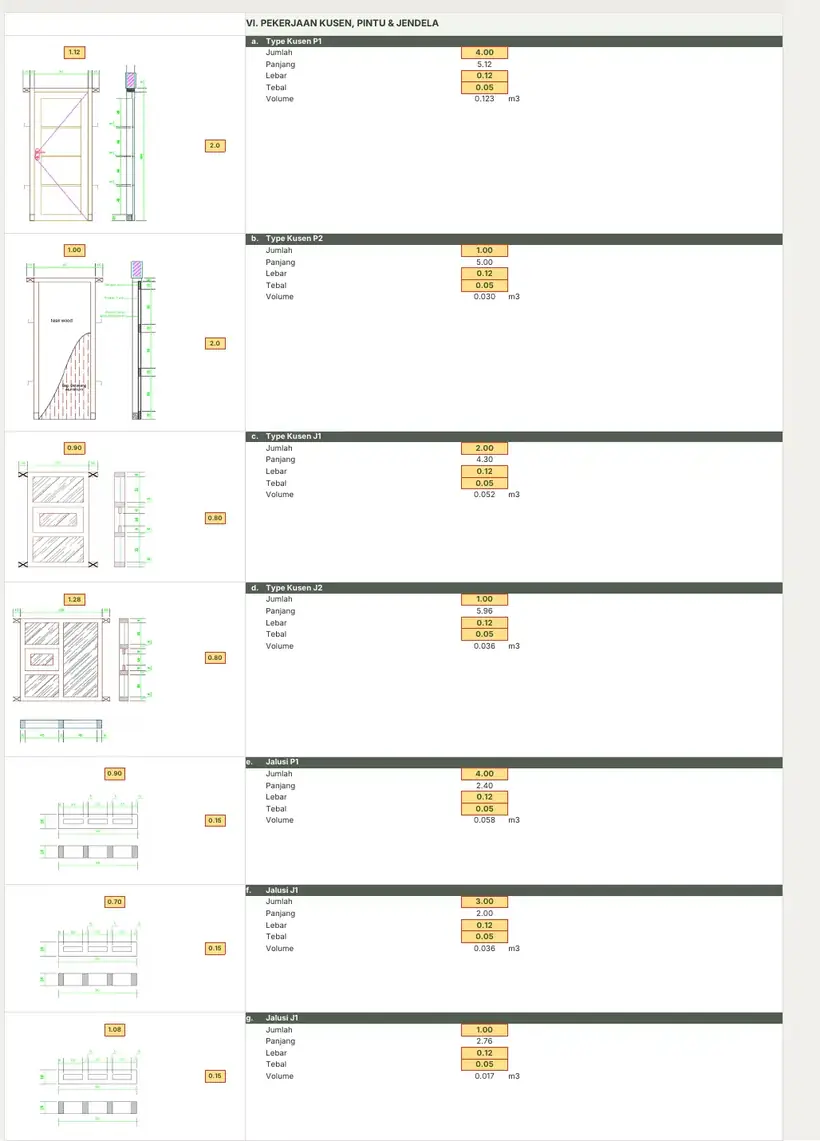 VI. PEKERJAAN KUSEN, PINTU & JENDELA
a. Type Kusen P1
1.12
2.0
Jumlah 4.00
Panjang 5.12
Lebar 0.12
Tebal 0.05
Volume 0.123 m3
b. Type Kusen P2
1.00
teak wood
2.0
Jumlah 1.00
Panjang 5.00
Lebar 0.12
Tebal 0.05
Volume 0.030 m3
c. Type Kusen J1
0.90
0.80
Jumlah 2.00
Panjang 4.30
Lebar 0.12
Tebal 0.05
Volume 0.052 m3
d. Type Kusen J2
1.28
0.80
Jumlah 1.00
Panjang 5.96
Lebar 0.12
Tebal 0.05
Volume 0.036 m3
e. Jalusi P1
0.90
0.15
Jumlah 4.00
Panjang 2.40
Lebar 0.12
Tebal 0.05
Volume 0.058 m3
f. Jalusi J1
0.70
0.15
Jumlah 3.00
Panjang 2.00
Lebar 0.12
Tebal 0.05
Volume 0.036 m3
g. Jalusi J1
1.08
0.15
Jumlah 1.00
Panjang 2.76
Lebar 0.12
Tebal 0.05
Volume 0.017 m3